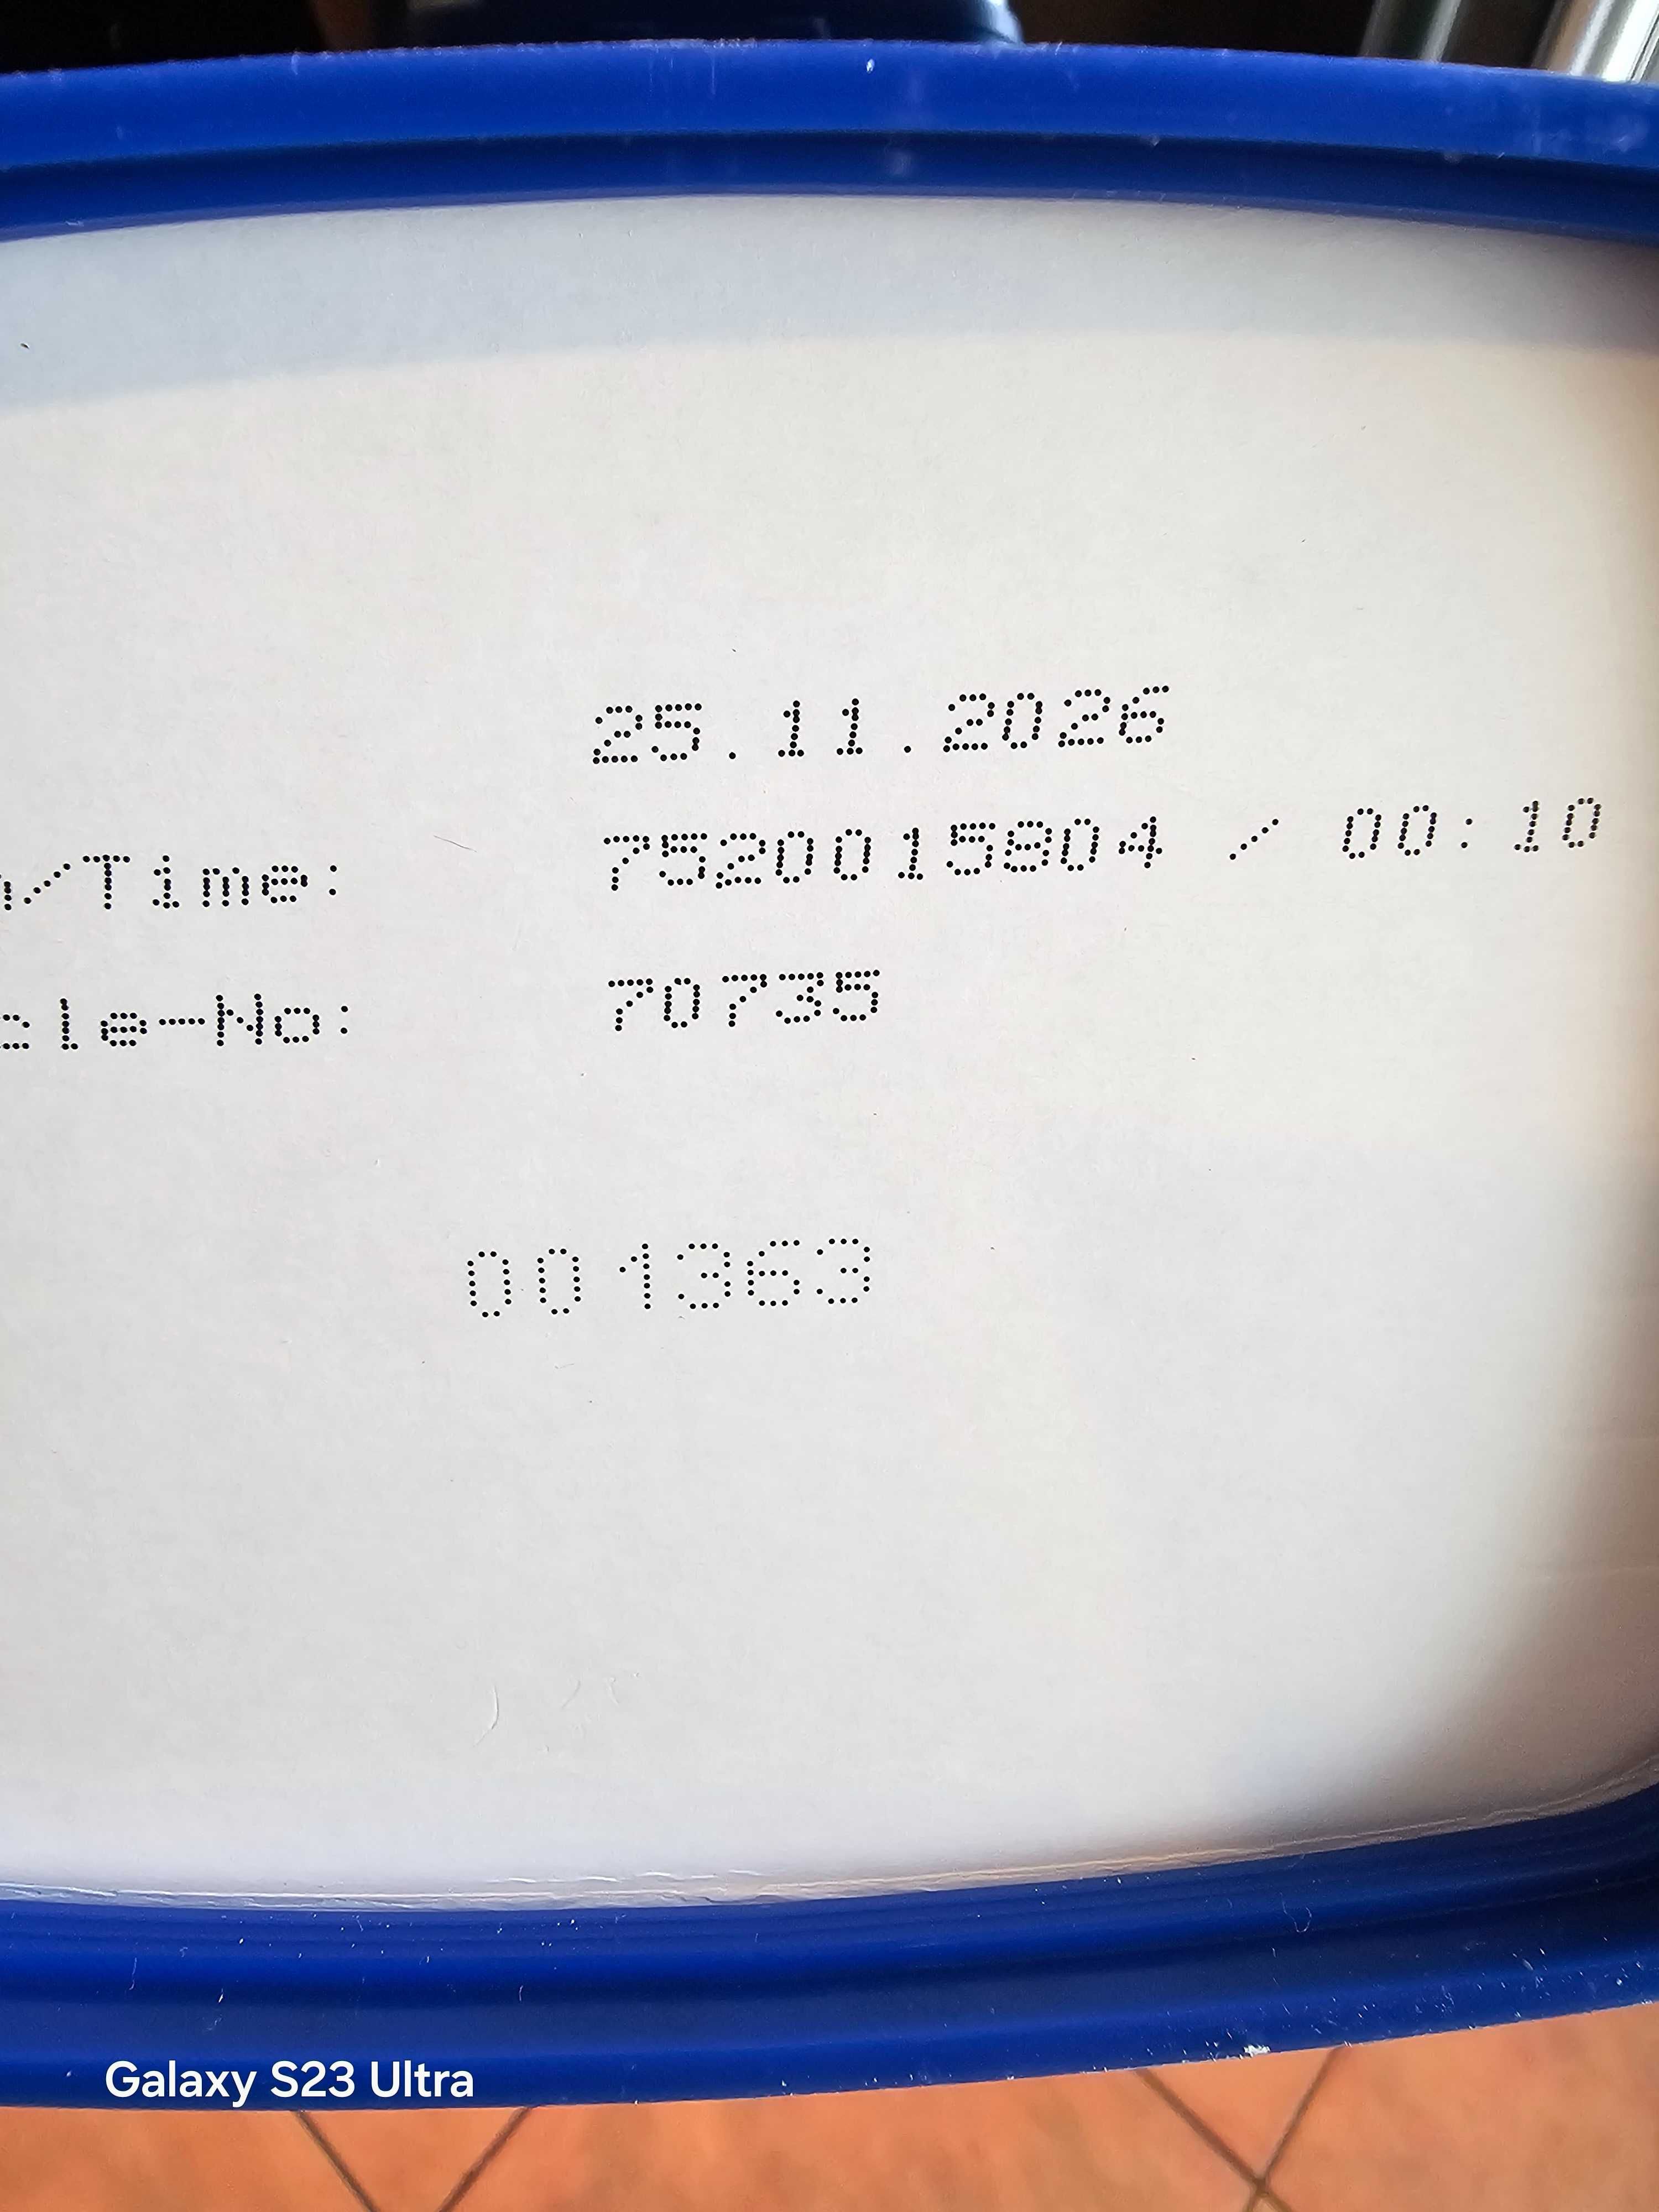 25.11.2026
/Time: 7520015804 / 00:10
cle-No: 70735
001363
Galaxy S23 Ultra